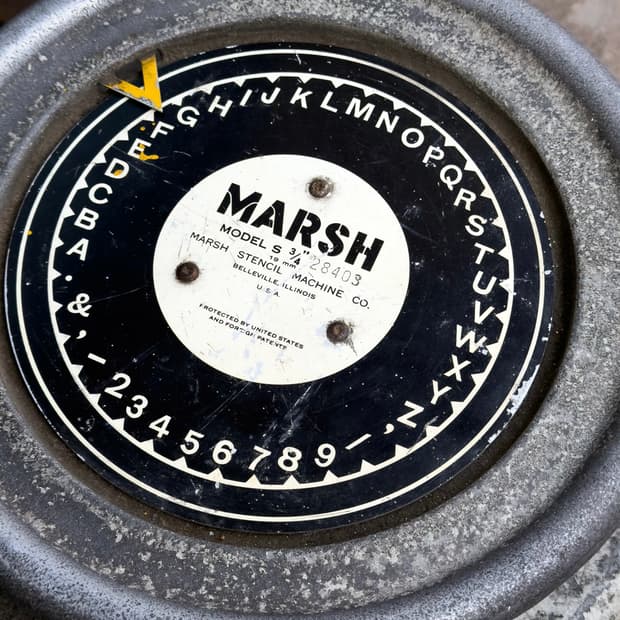 A B C D E F G H I J K L M N O P Q R S T U V W X Y Z , / 9 8 7 6 5 4 3 2 - ' & .
MARSH
MODEL S 3/4" 28403
19 mm
MARSH STENCIL MACHINE CO.
BELLEVILLE, ILLINOIS
U.S.A.
PROTECTED BY UNITED STATES
AND FOREIGN PATENTS